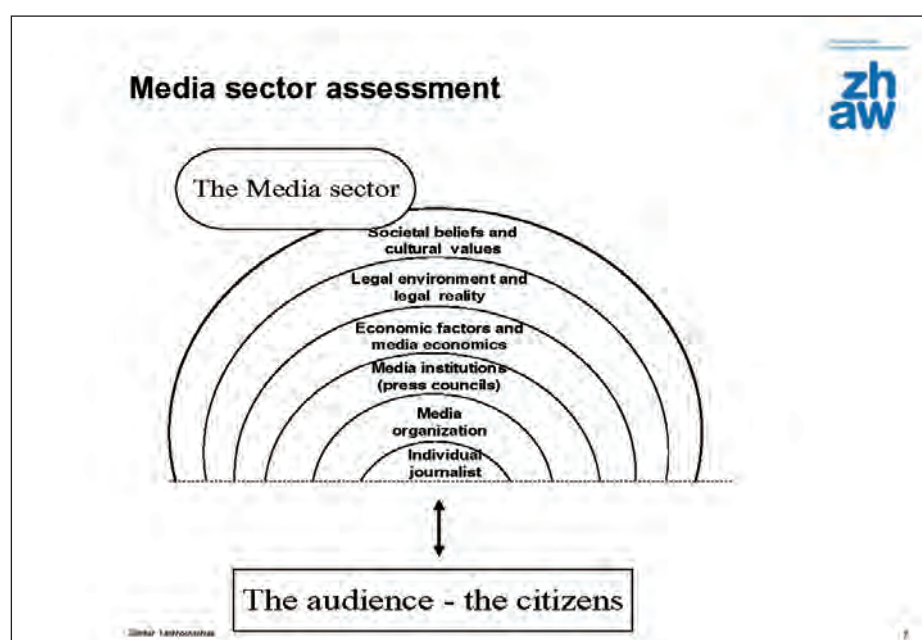 Media sector assessment
zh
aw
The Media sector
Societal beliefs and
cultural values
Legal environment and
legal reality
Economic factors and
media economics
Media institutions
(press councils)
Media
organization
Individual
journalist
The audience - the citizens